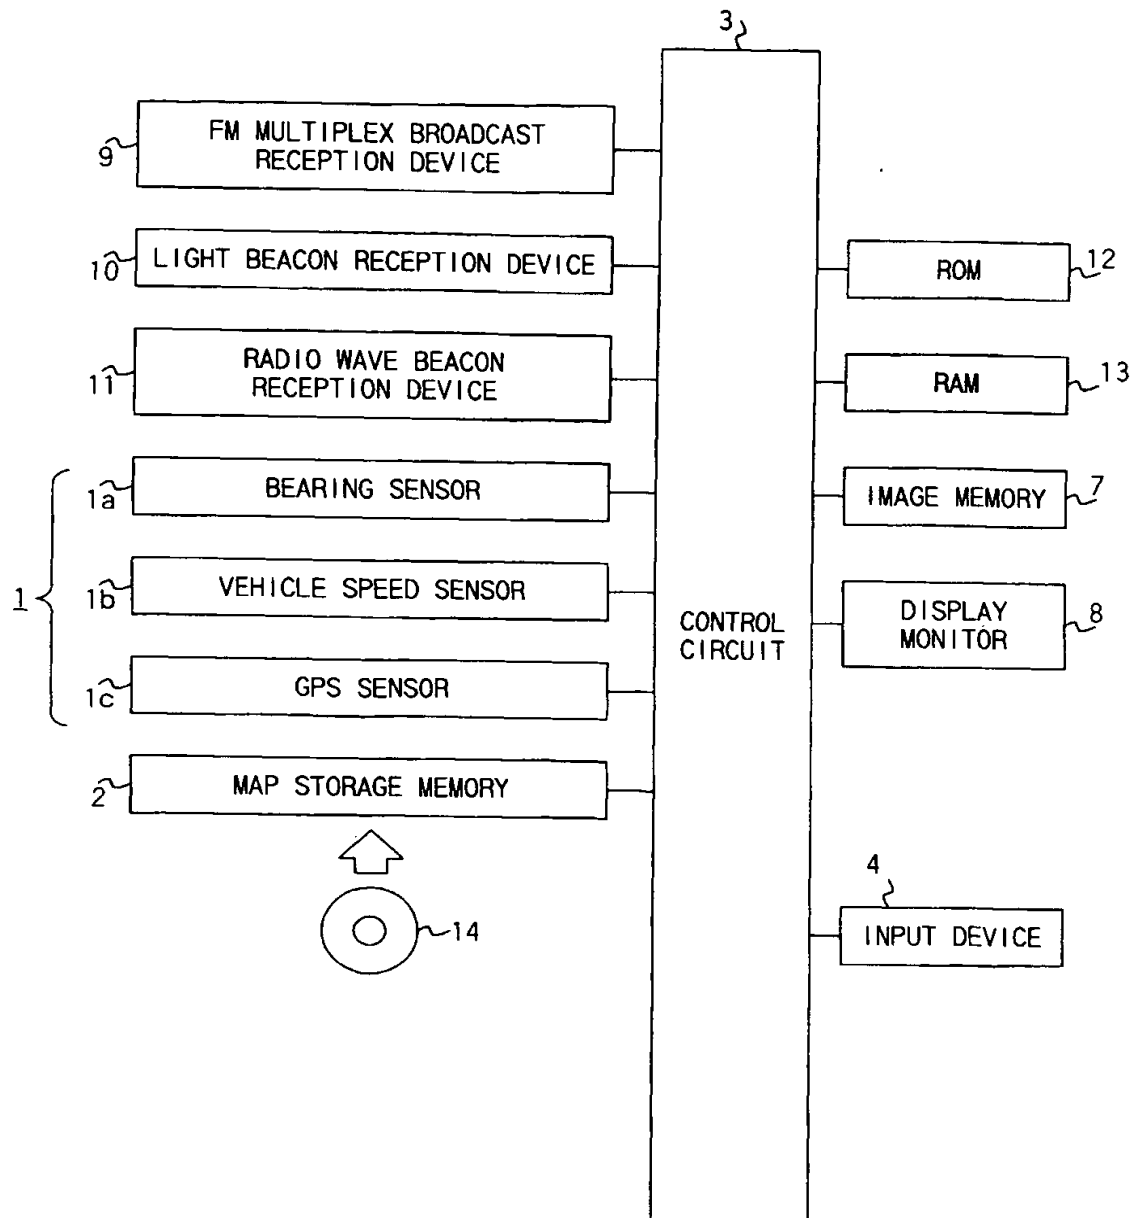 3
FM MULTIPLEX BROADCAST
RECEPTION DEVICE
9
LIGHT BEACON RECEPTION DEVICE
10
ROM
12
RADIO WAVE BEACON
RECEPTION DEVICE
11
RAM
13
BEARING SENSOR
1a
IMAGE MEMORY
7
1
VEHICLE SPEED SENSOR
1b
CONTROL
CIRCUIT
DISPLAY
MONITOR
8
GPS SENSOR
1c
MAP STORAGE MEMORY
2
14
4
INPUT DEVICE